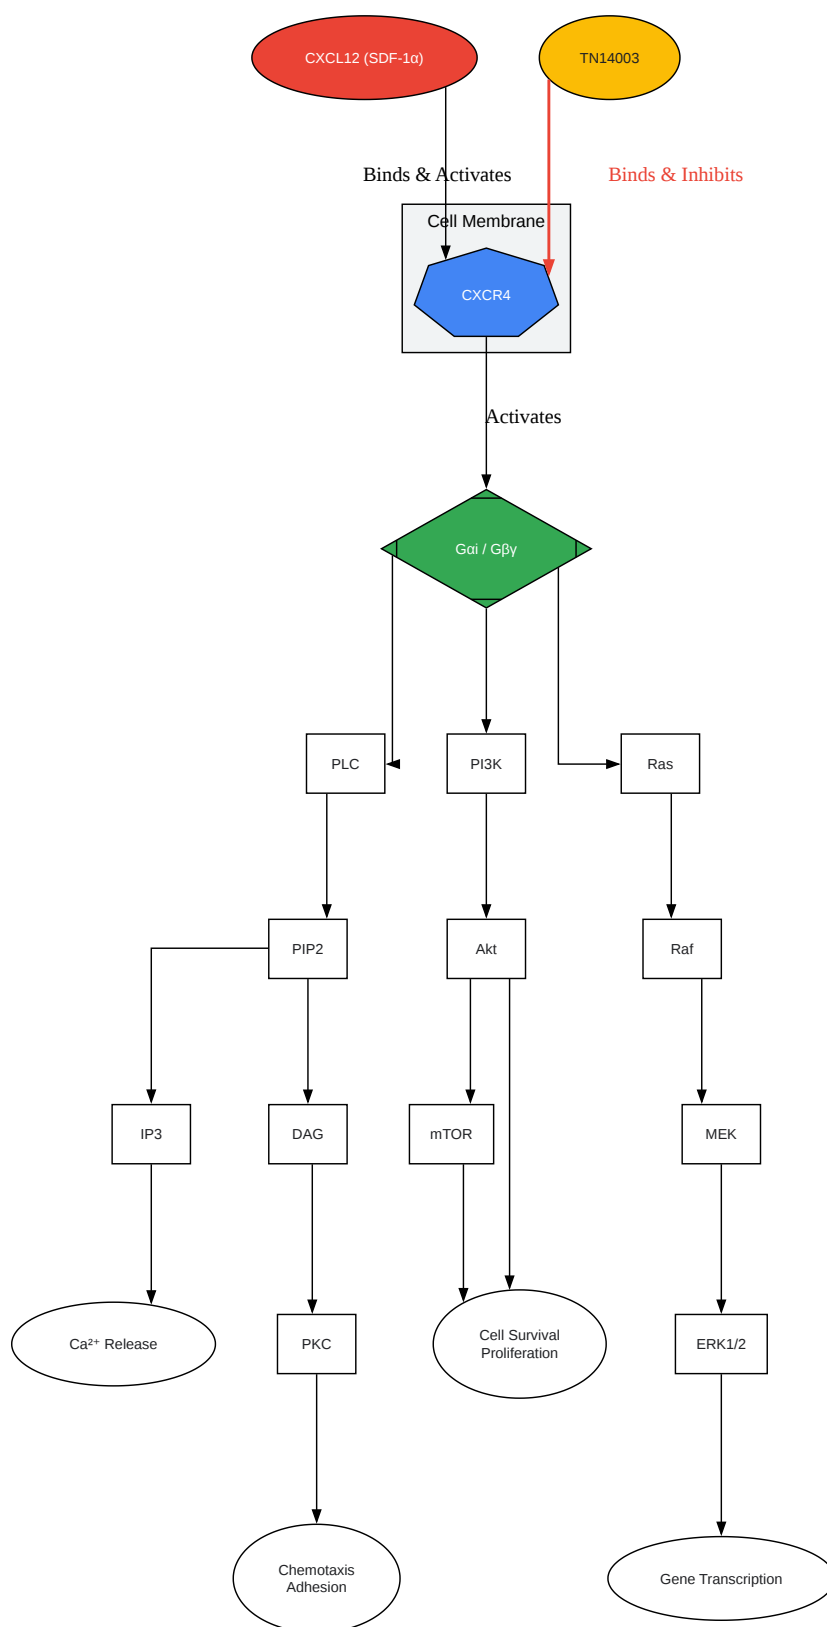 CXCL12 (SDF-1α)
TN14003
Binds & Activates
Binds & Inhibits
Cell Membrane
CXCR4
Activates
Gαi / Gβγ
PLC
PI3K
Ras
PIP2
Akt
Raf
IP3
DAG
mTOR
MEK
Ca²⁺ Release
PKC
Cell Survival
Proliferation
ERK1/2
Chemotaxis
Adhesion
Gene Transcription